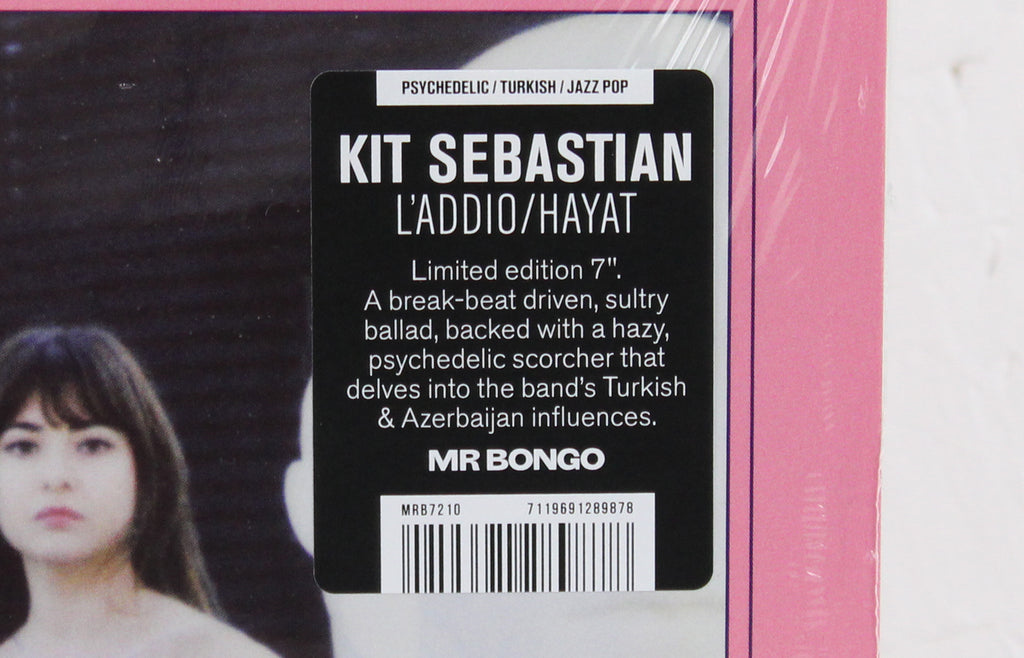 PSYCHEDELIC / TURKISH / JAZZ POP
KIT SEBASTIAN
L'ADDIO/HAYAT
Limited edition 7".
A break-beat driven, sultry
ballad, backed with a hazy,
psychedelic scorcher that
delves into the band's Turkish
& Azerbaijan influences.
MR BONGO
MRB7210 7119691289878